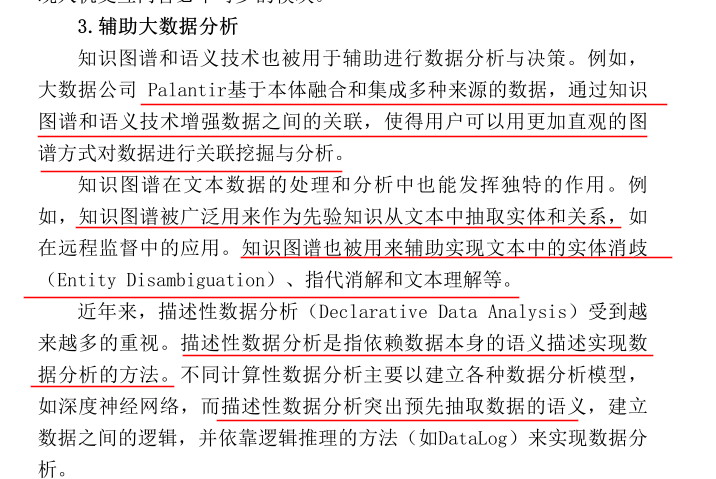 3.辅助大数据分析
知识图谱和语义技术也被用于辅助进行数据分析与决策。例如，
大数据公司 Palantir基于本体融合和集成多种来源的数据，通过知识
图谱和语义技术增强数据之间的关联，使得用户可以用更加直观的图
谱方式对数据进行关联挖掘与分析。
知识图谱在文本数据的处理和分析中也能发挥独特的作用。例
如，知识图谱被广泛用来作为先验知识从文本中抽取实体和关系，如
在远程监督中的应用。知识图谱也被用来辅助实现文本中的实体消歧
（Entity Disambiguation）、指代消解和文本理解等。
近年来，描述性数据分析（Declarative Data Analysis）受到越
来越多的重视。描述性数据分析是指依赖数据本身的语义描述实现数
据分析的方法。不同计算性数据分析主要以建立各种数据分析模型，
如深度神经网络，而描述性数据分析突出预先抽取数据的语义，建立
数据之间的逻辑，并依靠逻辑推理的方法（如DataLog）来实现数据分
析。